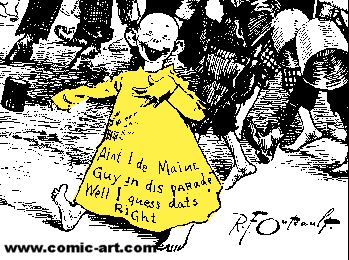 Aint I de Maine
Guy in dis parade
Well I guess dats
Right
R.F. Outcault.
www.comic-art.com